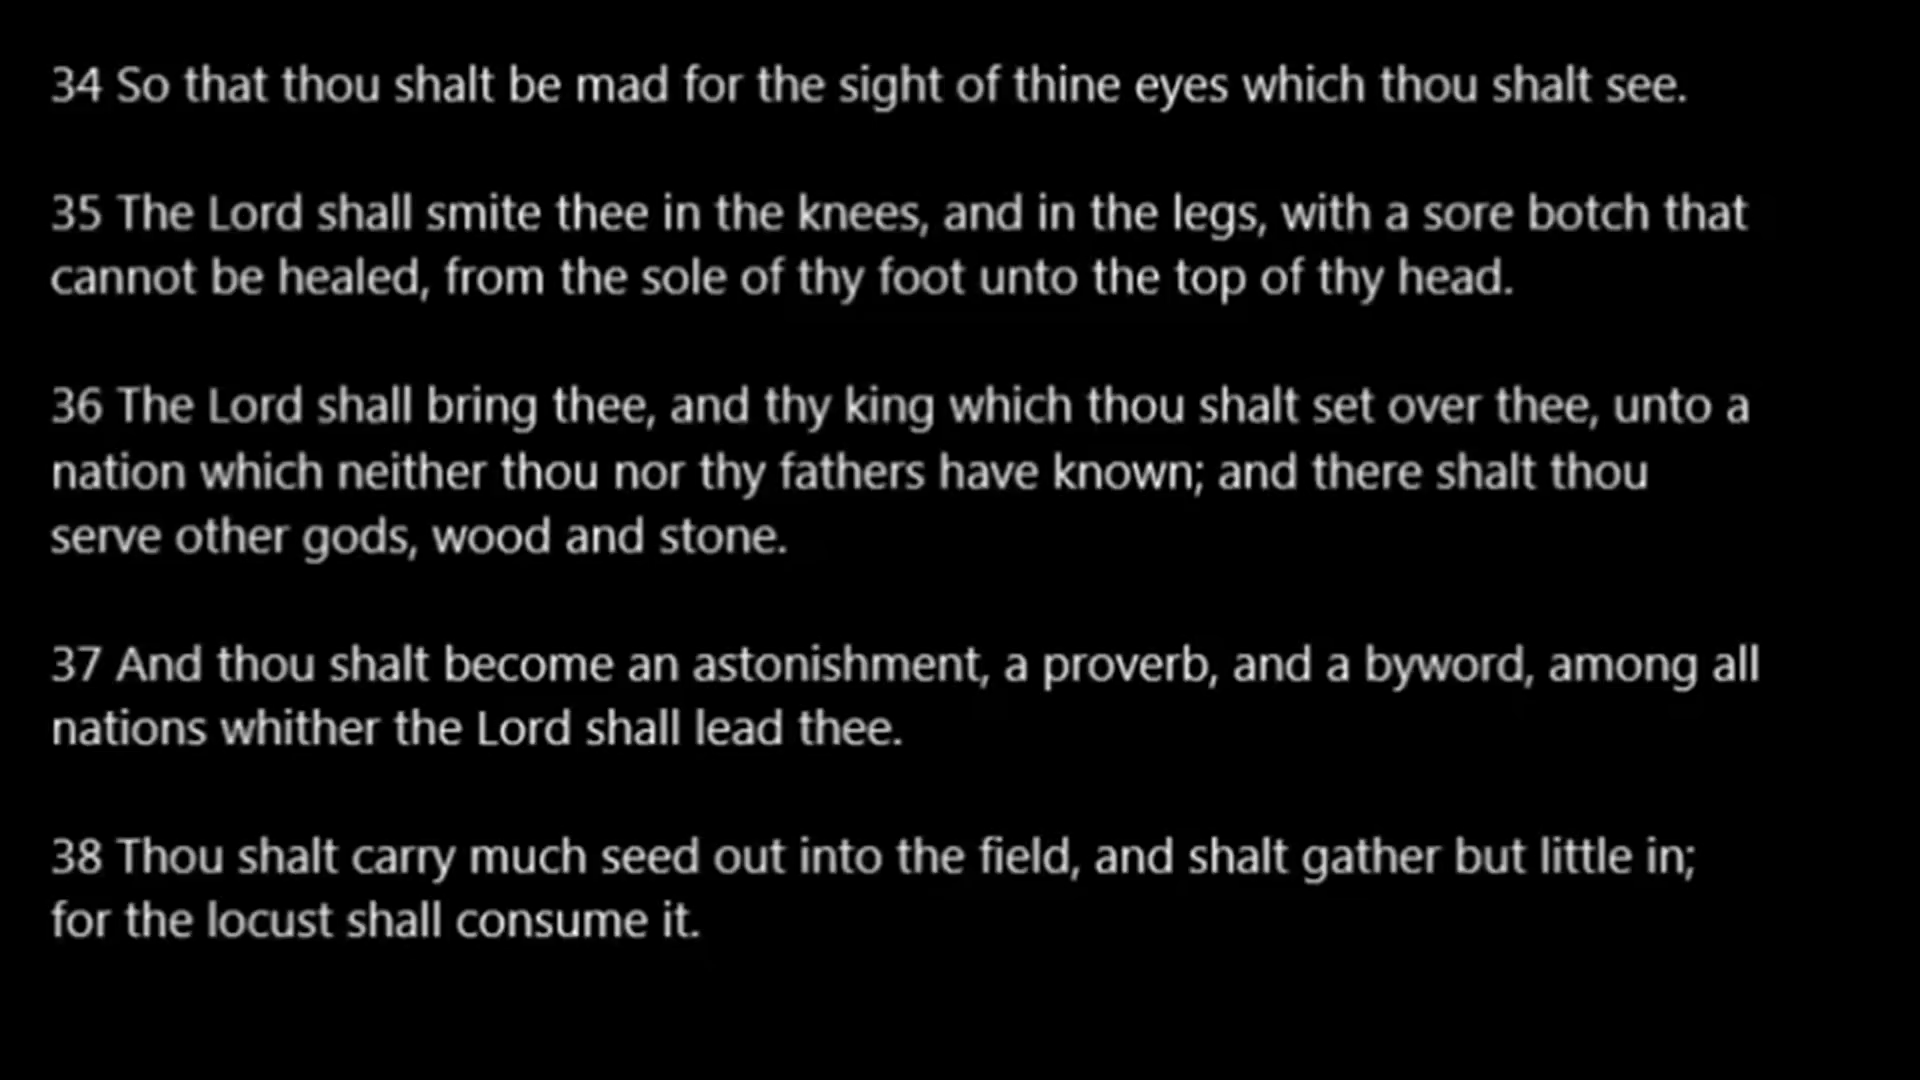 34 So that thou shalt be mad for the sight of thine eyes which thou shalt see.
35 The Lord shall smite thee in the knees, and in the legs, with a sore botch that
cannot be healed, from the sole of thy foot unto the top of thy head.
36 The Lord shall bring thee, and thy king which thou shalt set over thee, unto a
nation which neither thou nor thy fathers have known; and there shalt thou
serve other gods, wood and stone.
37 And thou shalt become an astonishment, a proverb, and a byword, among all
nations whither the Lord shall lead thee.
38 Thou shalt carry much seed out into the field, and shalt gather but little in;
for the locust shall consume it.